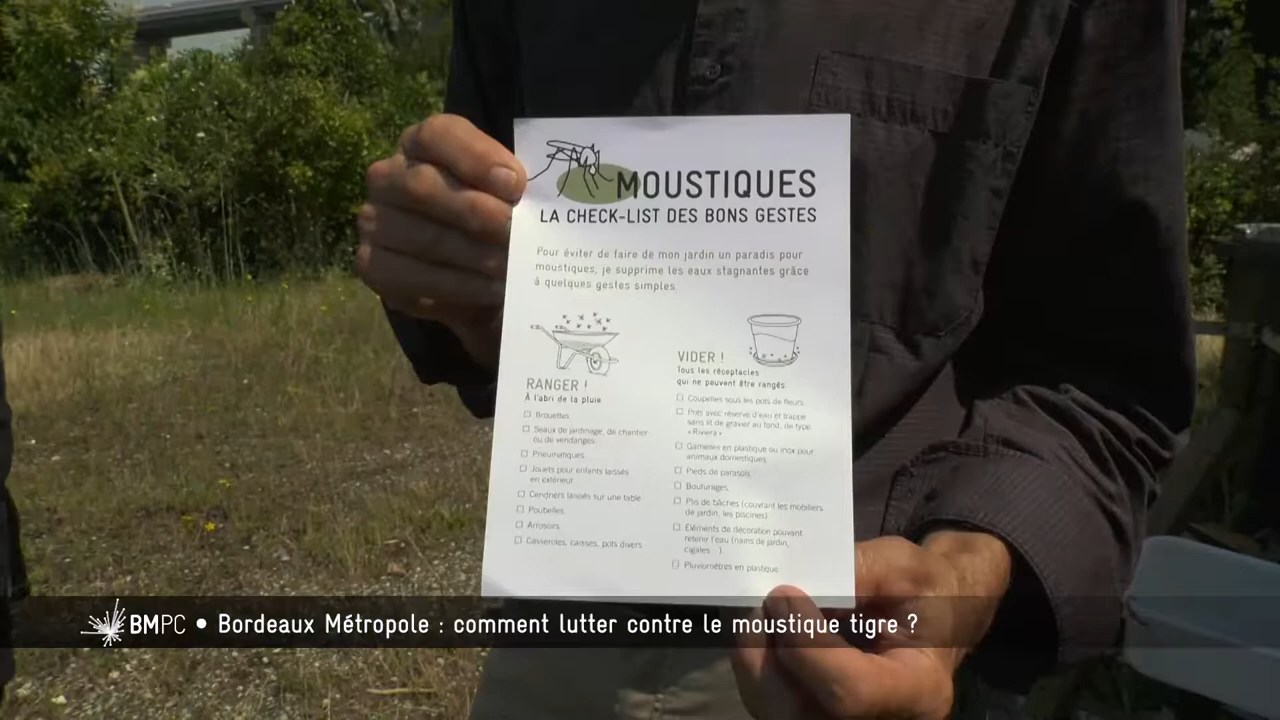 MOUSTIQUES
LA CHECK-LIST DES BONS GESTES
Pour éviter de faire de mon jardin un paradis pour
moustiques, je supprime les eaux stagnantes grâce
à quelques gestes simples.
RANGER !
À l'abri de la pluie
☐ Brouettes
☐ Seaux de jardinage, de chantier
ou de vendanges
☐ Pneumatiques
☐ Jouets pour enfants laissés
en extérieur
☐ Cendriers laissés sur une table
☐ Poubelles
☐ Arrosoirs
☐ Casseroles, caisses, pots divers
VIDER !
Tous les réceptacles
qui ne peuvent être rangés
☐ Coupelles sous les pots de fleurs
☐ Pots avec réserve d'eau et trappe
sans lit de gravier au fond, de type
« Riviera »
☐ Gamelles en plastique ou inox pour
animaux domestiques
☐ Pieds de parasols
☐ Bouturages
☐ Plis de bâches (couvrant les mobiliers
de jardin, les piscines)
☐ Éléments de décoration pouvant
retenir l'eau (nains de jardin,
cigales ...)
☐ Pluviomètres en plastique
BMPC • Bordeaux Métropole : comment lutter contre le moustique tigre ?